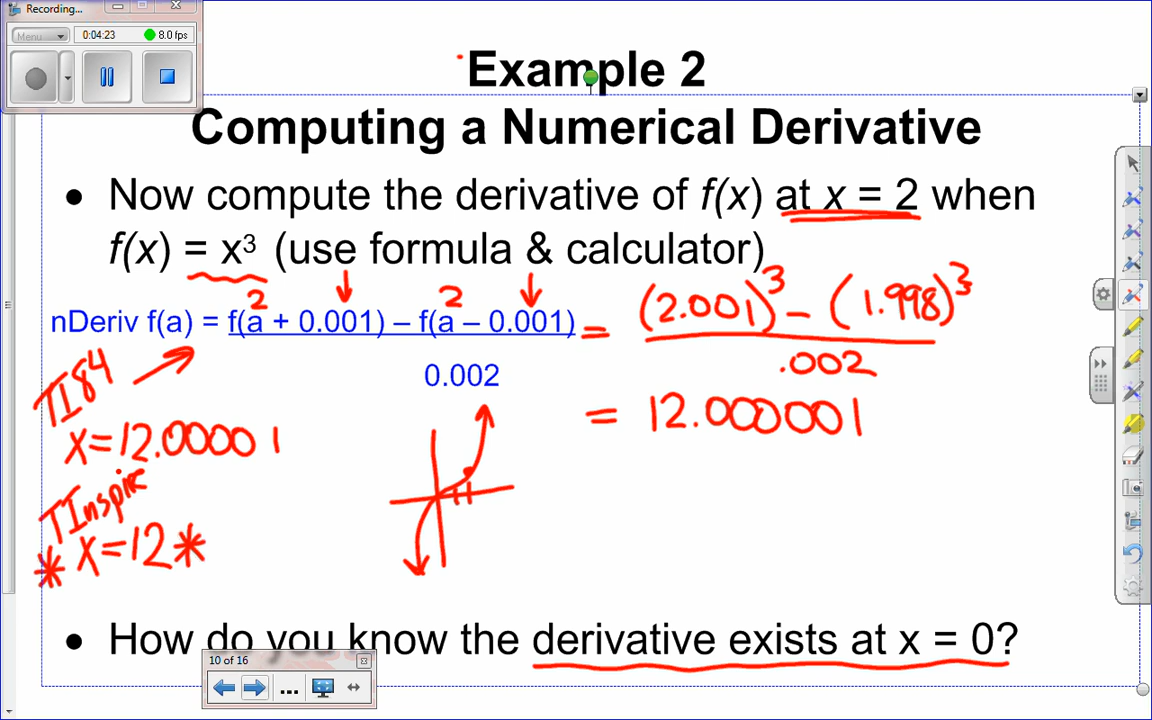 Recording...
Menu
0:04:23
8.0 fps
Example 2
Computing a Numerical Derivative
• Now compute the derivative of f(x) at x = 2 when
f(x) = x³ (use formula & calculator)
2 2
nDeriv f(a) = f(a + 0.001) – f(a – 0.001) = (2.001)³ – (1.998)³
0.002 .002
= 12.000001
TI84
x=12.00001
TInspire
* x=12 *
• How do you know the derivative exists at x = 0?
10 of 16
...